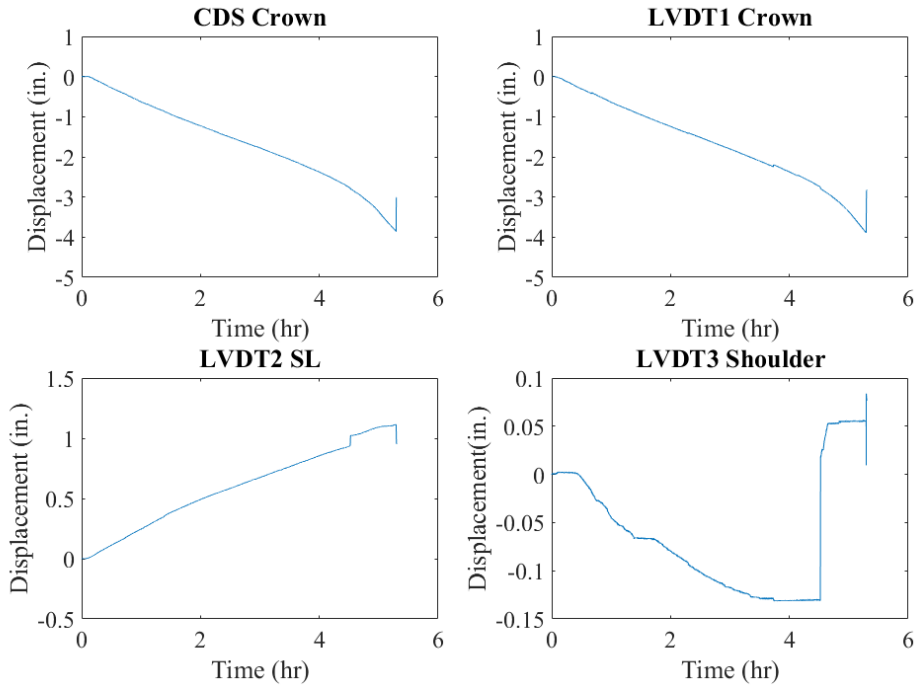 CDS Crown
1
0
-1
-2
-3
-4
-5
Displacement (in.)
0 2 4 6
Time (hr)
LVDT1 Crown
1
0
-1
-2
-3
-4
-5
Displacement (in.)
0 2 4 6
Time (hr)
LVDT2 SL
1.5
1
0.5
0
-0.5
Displacement (in.)
0 2 4 6
Time (hr)
LVDT3 Shoulder
0.1
0.05
0
-0.05
-0.1
-0.15
Displacement(in.)
0 2 4 6
Time (hr)